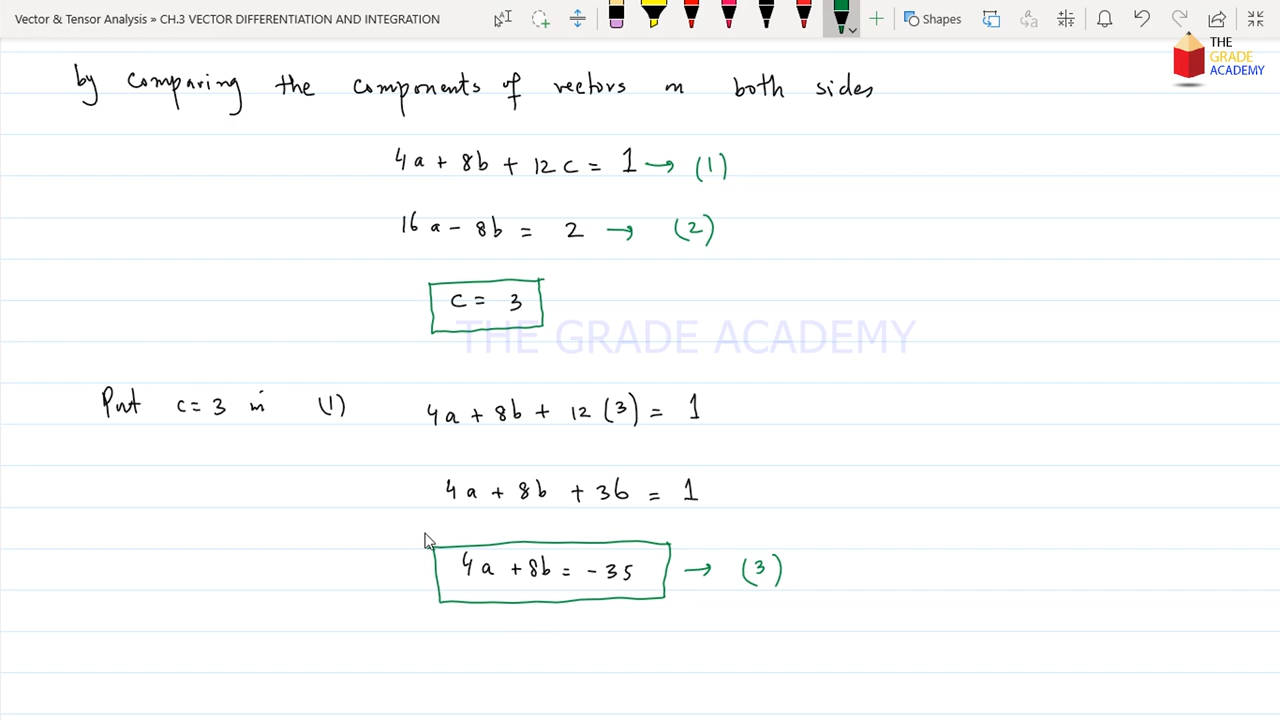 Vector & Tensor Analysis » CH.3 VECTOR DIFFERENTIATION AND INTEGRATION
Shapes
THE
GRADE
ACADEMY
by comparing the components of vectors on both sides
4a + 8b + 12c = 1 → (1)
16a - 8b = 2 → (2)
c = 3
THE GRADE ACADEMY
Put c = 3 in (1) 4a + 8b + 12(3) = 1
4a + 8b + 36 = 1
4a + 8b = -35 → (3)